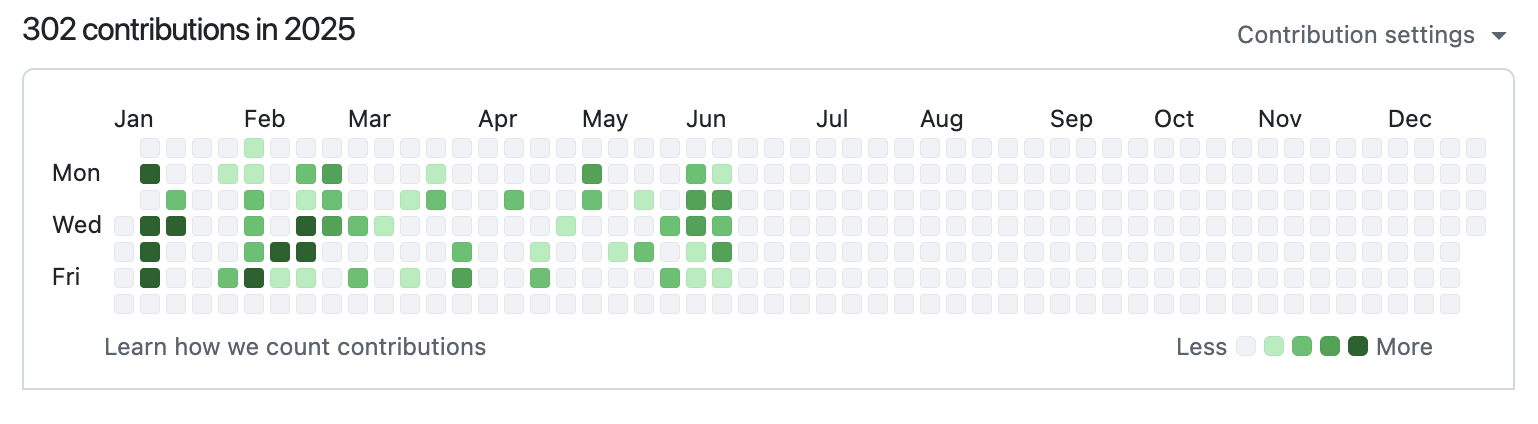 302 contributions in 2025
Contribution settings
Jan Feb Mar Apr May Jun Jul Aug Sep Oct Nov Dec
Mon
Wed
Fri
Learn how we count contributions
Less More